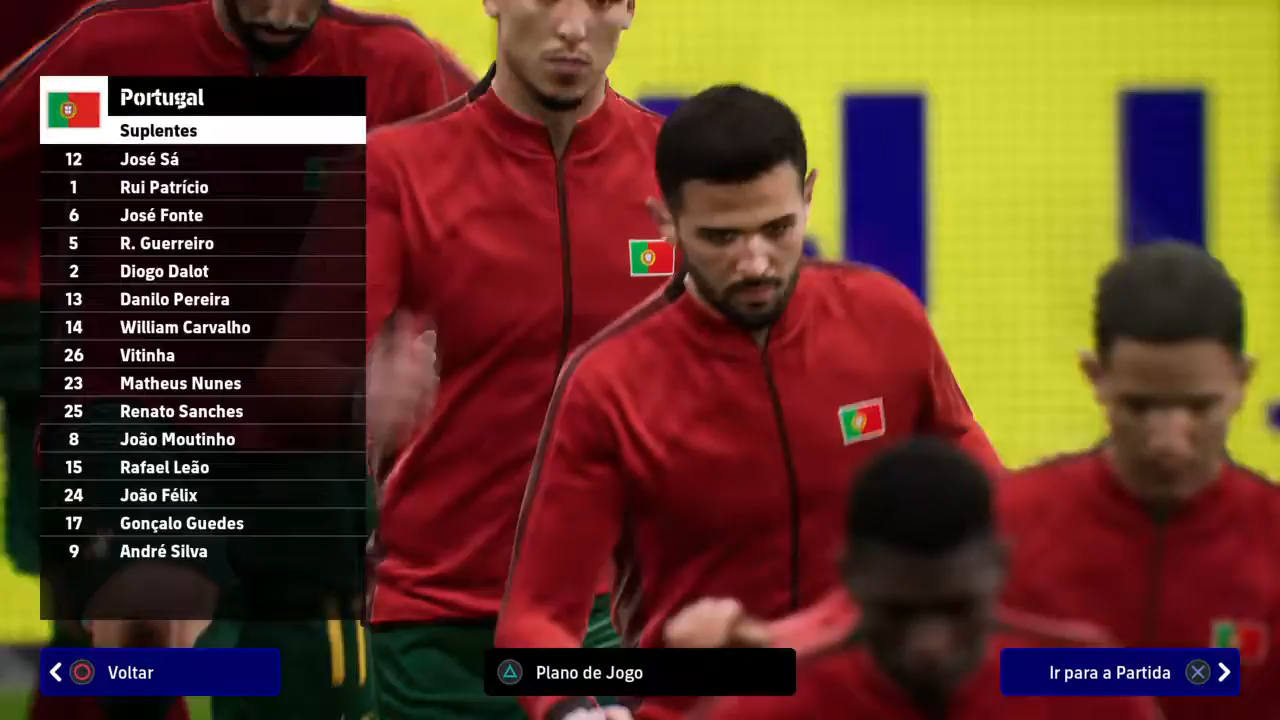 Portugal
Suplentes
12 José Sá
1 Rui Patrício
6 José Fonte
5 R. Guerreiro
2 Diogo Dalot
13 Danilo Pereira
14 William Carvalho
26 Vitinha
23 Matheus Nunes
25 Renato Sanches
8 João Moutinho
15 Rafael Leão
24 João Félix
17 Gonçalo Guedes
9 André Silva
Voltar
Plano de Jogo
Ir para a Partida